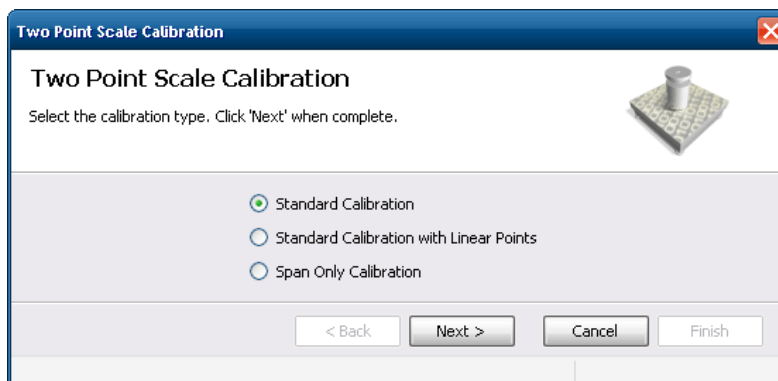 Two Point Scale Calibration
Two Point Scale Calibration
Select the calibration type. Click 'Next' when complete.
Standard Calibration
Standard Calibration with Linear Points
Span Only Calibration
< Back Next > Cancel Finish